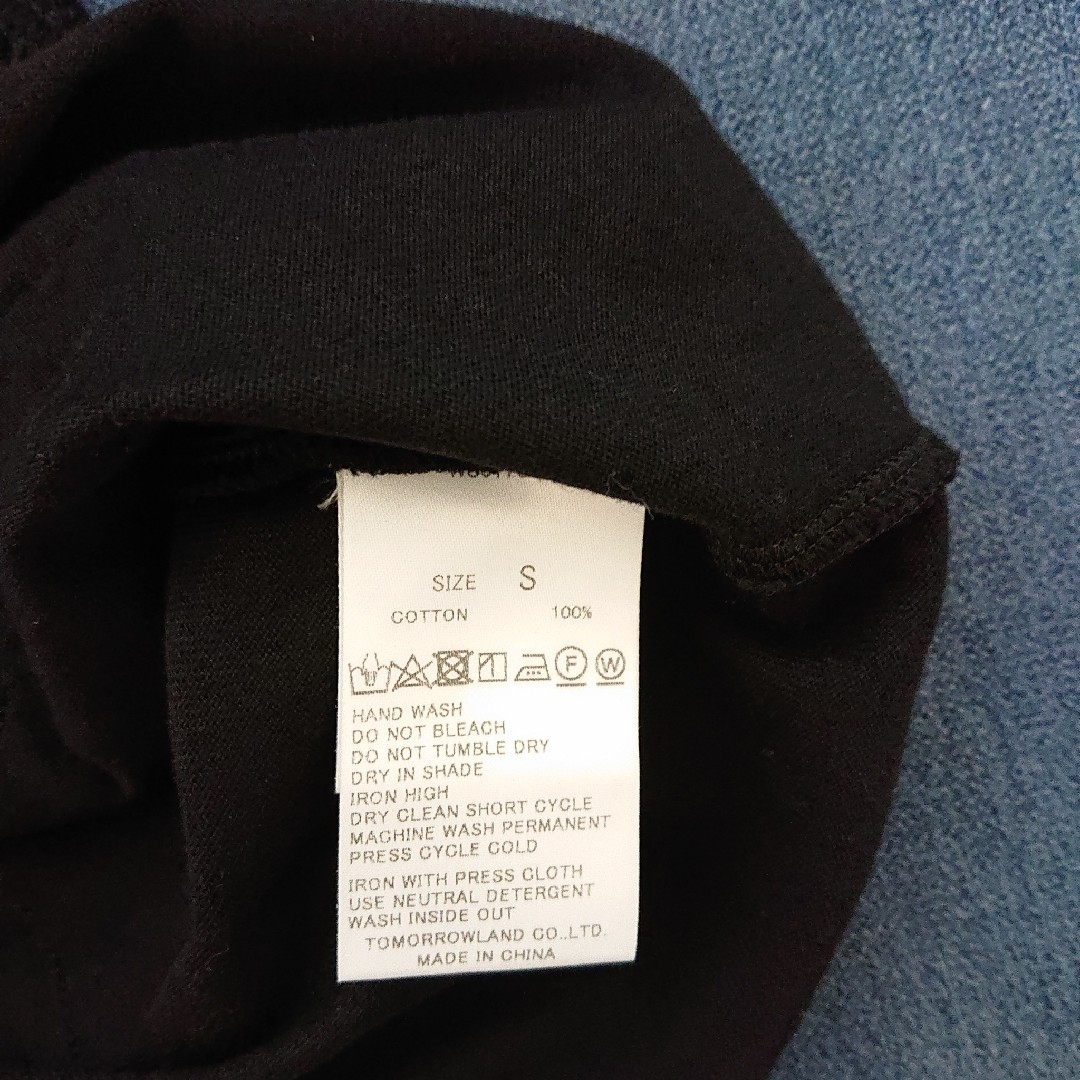 SIZE S
COTTON 100%
F W
HAND WASH
DO NOT BLEACH
DO NOT TUMBLE DRY
DRY IN SHADE
IRON HIGH
DRY CLEAN SHORT CYCLE
MACHINE WASH PERMANENT
PRESS CYCLE COLD
IRON WITH PRESS CLOTH
USE NEUTRAL DETERGENT
WASH INSIDE OUT
TOMORROWLAND CO.,LTD.
MADE IN CHINA